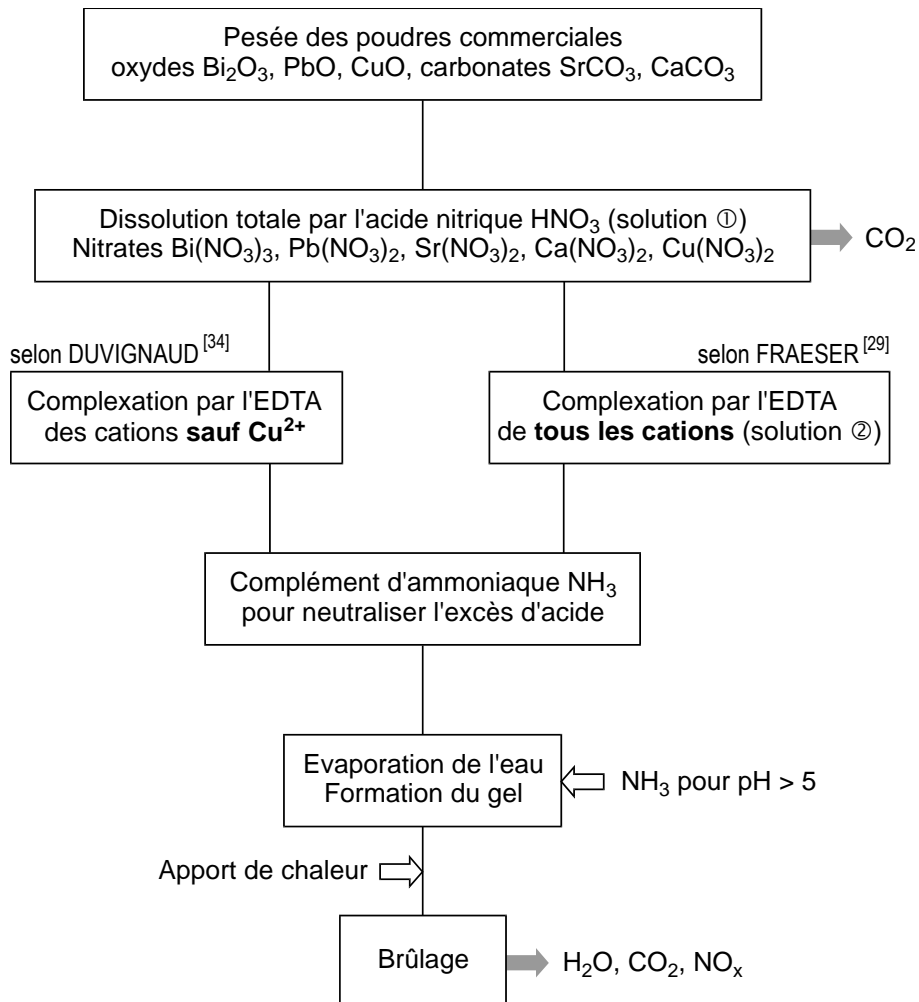 Pesée des poudres commerciales
oxydes Bi₂O₃, PbO, CuO, carbonates SrCO₃, CaCO₃
Dissolution totale par l'acide nitrique HNO₃ (solution ①)
Nitrates Bi(NO₃)₃, Pb(NO₃)₂, Sr(NO₃)₂, Ca(NO₃)₂, Cu(NO₃)₂
CO₂
selon DUVIGNAUD [34]
Complexation par l'EDTA
des cations sauf Cu²⁺
selon FRAESER [29]
Complexation par l'EDTA
de tous les cations (solution ②)
Complément d'ammoniaque NH₃
pour neutraliser l'excès d'acide
Evaporation de l'eau
Formation du gel
NH₃ pour pH > 5
Apport de chaleur
Brûlage
H₂O, CO₂, NOₓ